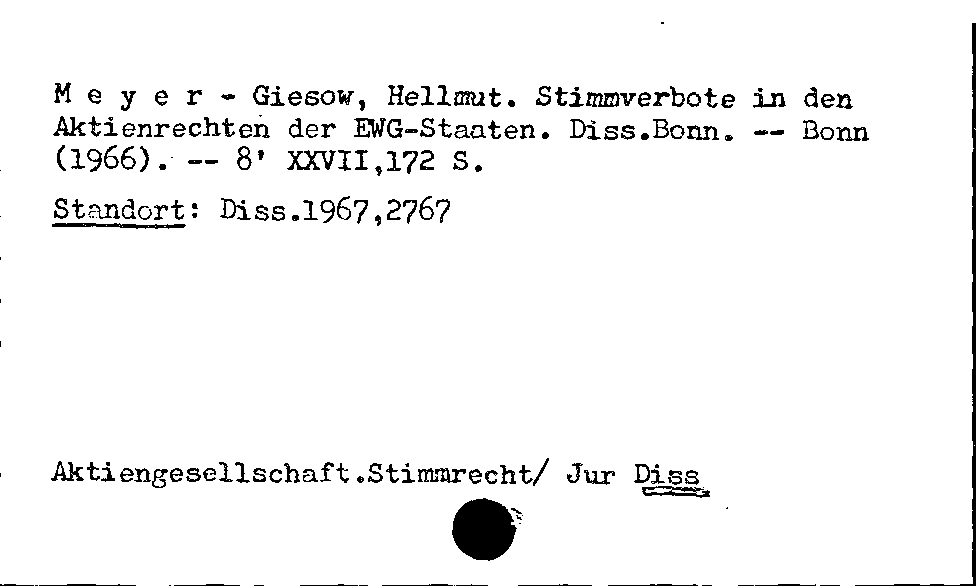 M e y e r - Giesow, Hellmut. Stimmverbote in den
Aktienrechten der EWG-Staaten. Diss.Bonn. -- Bonn
(1966). -- 8' XXVII,172 S.
Standort: Diss.1967,2767
Aktiengesellschaft.Stimmrecht/ Jur Diss